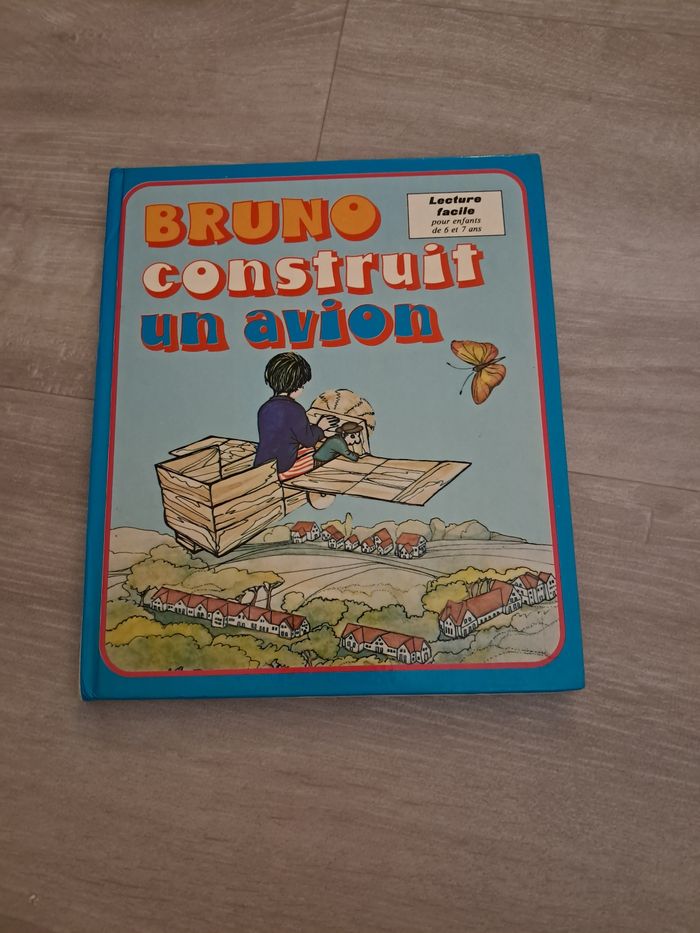 BRUNO
construit
un avion
Lecture
facile
pour enfants
de 6 et 7 ans